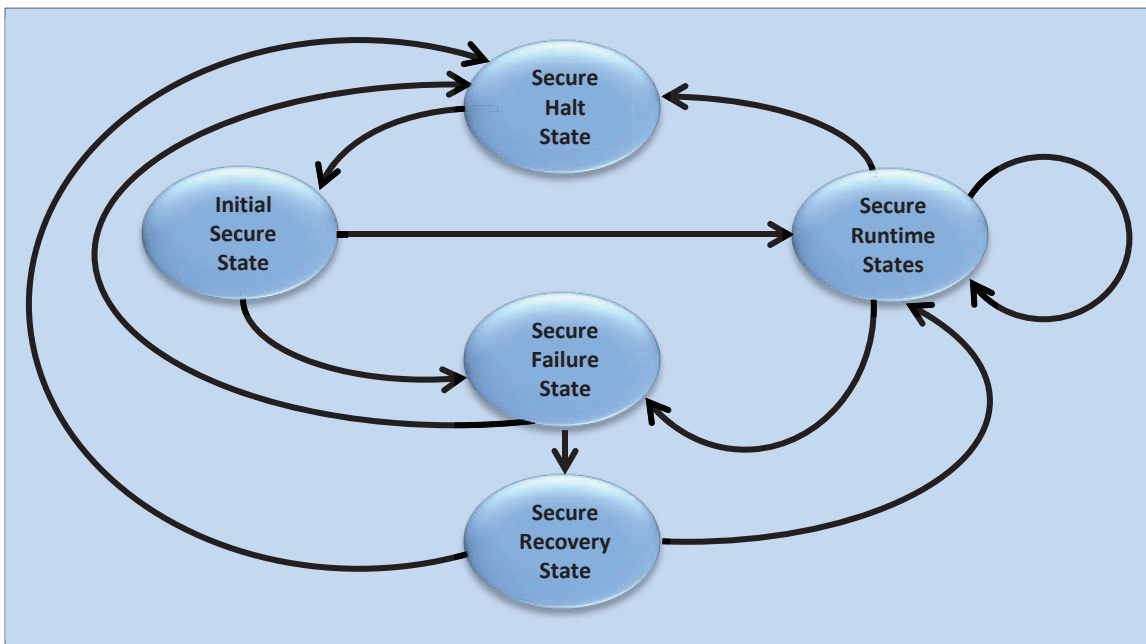 Secure
Halt
State
Initial
Secure
State
Secure
Runtime
States
Secure
Failure
State
Secure
Recovery
State